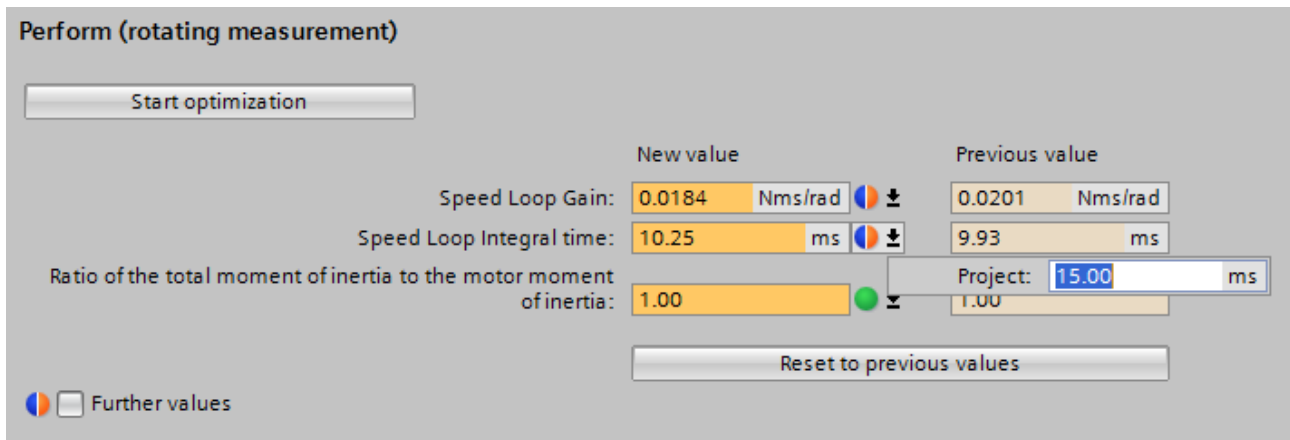 Perform (rotating measurement)
Start optimization
New value Previous value
Speed Loop Gain: 0.0184 Nms/rad 0.0201 Nms/rad
Speed Loop Integral time: 10.25 ms 9.93 ms
Project: 15.00 ms
Ratio of the total moment of inertia to the motor moment
of inertia: 1.00 1.00
Reset to previous values
Further values